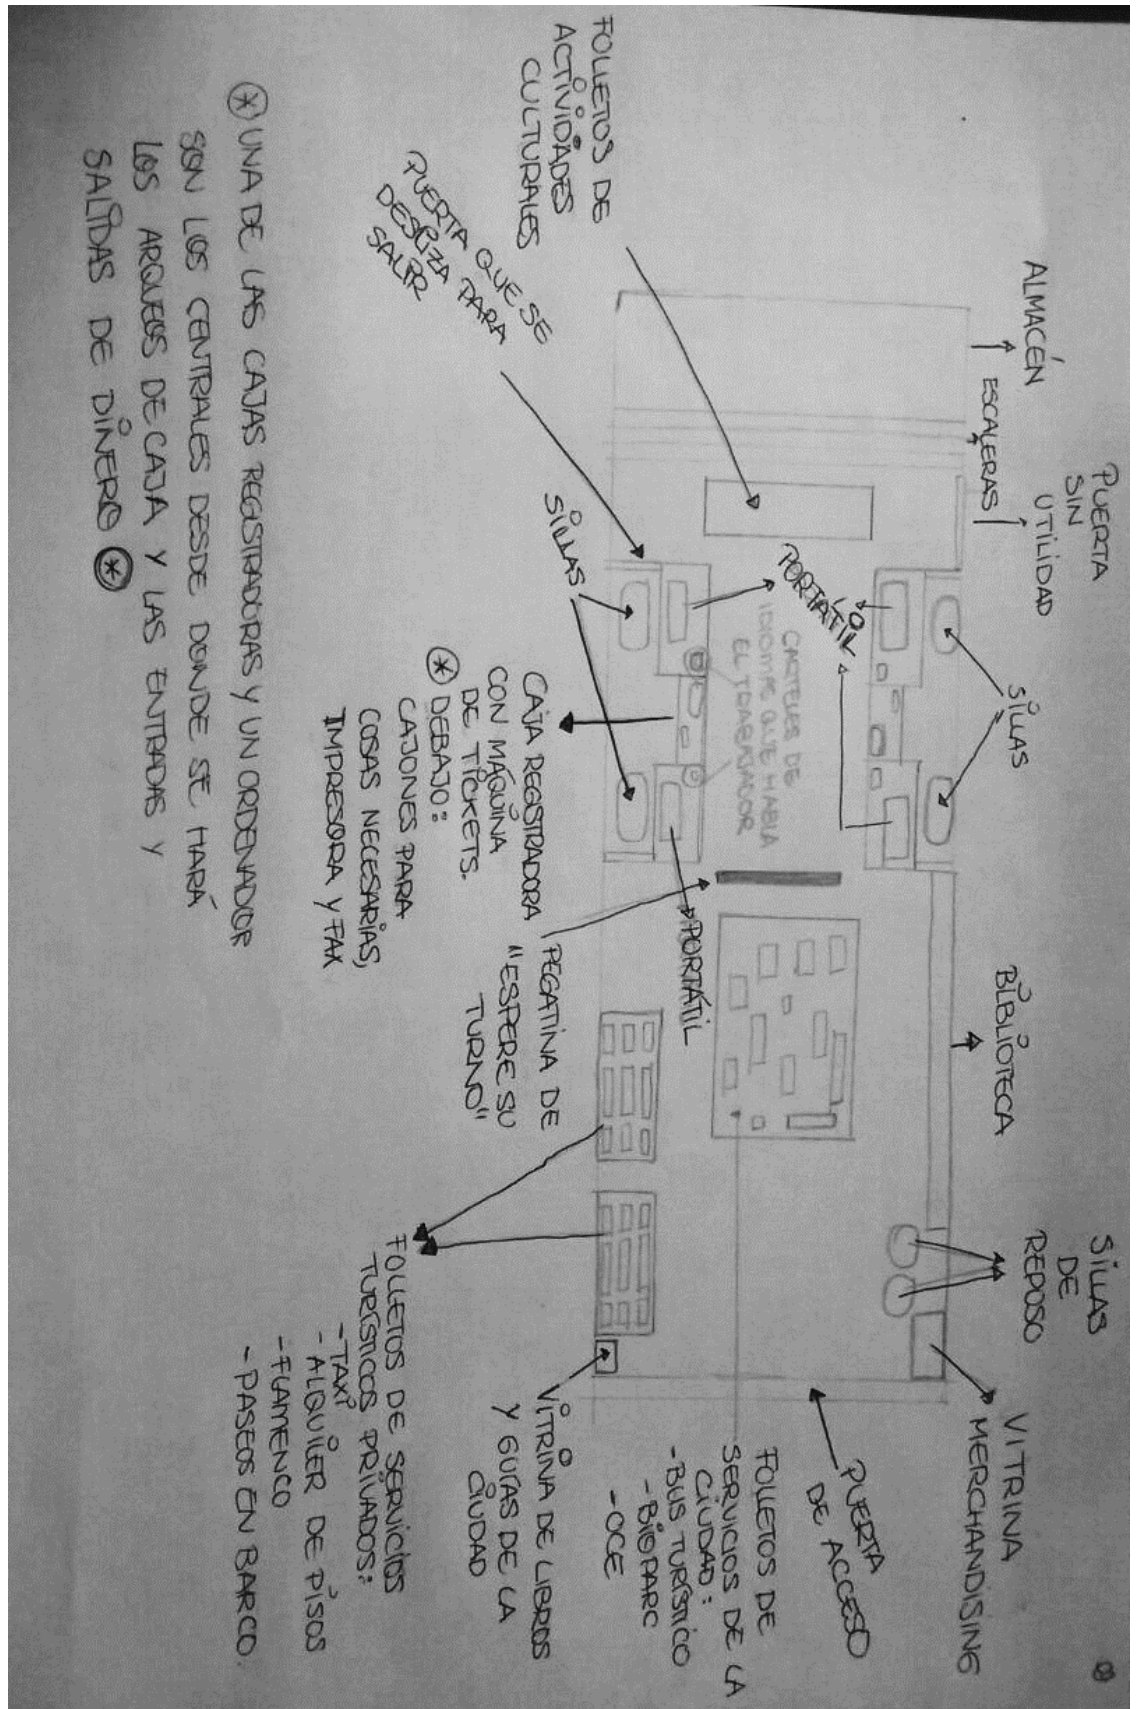 ALMACÉN
ESCALERAS
PUERTA
SIN
UTILIDAD
SILLAS
BIBLIOTECA
SILLAS
DE
REPOSO
VITRINA
MERCHANDISING
PUERTA
DE ACCESO
FOLLETOS DE
SERVICIOS DE LA
CIUDAD:
-BUS TURÍSTICO
-BIOPARC
-OCE
VITRINA DE LIBROS
Y GUÍAS DE LA
CIUDAD
FOLLETOS DE SERVICIOS
TURÍSTICOS PRIVADOS:
-TAXI
-ALQUILER DE PISOS
-FLAMENCO
-PASEOS EN BARCO.
FOLLETOS DE
ACTIVIDADES
CULTURALES
PUERTA QUE SE
DESLIZA PARA
SALIR
SILLAS
PORTÁTIL
CARTELES DE
IDIOMAS QUE HABLA
EL TRABAJADOR
PORTÁTIL
CAJA REGISTRADORA
CON MÁQUINA
DE TICKETS.
* DEBAJO:
CAJONES PARA
COSAS NECESARIAS,
IMPRESORA Y FAX
PEGATINA DE
"ESPERE SU
TURNO"
* UNA DE LAS CAJAS REGISTRADORAS Y UN ORDENADOR
SON LOS CENTRALES DESDE DONDE SE HARÁ
LOS ARQUEOS DE CAJA Y LAS ENTRADAS Y
SALIDAS DE DINERO *